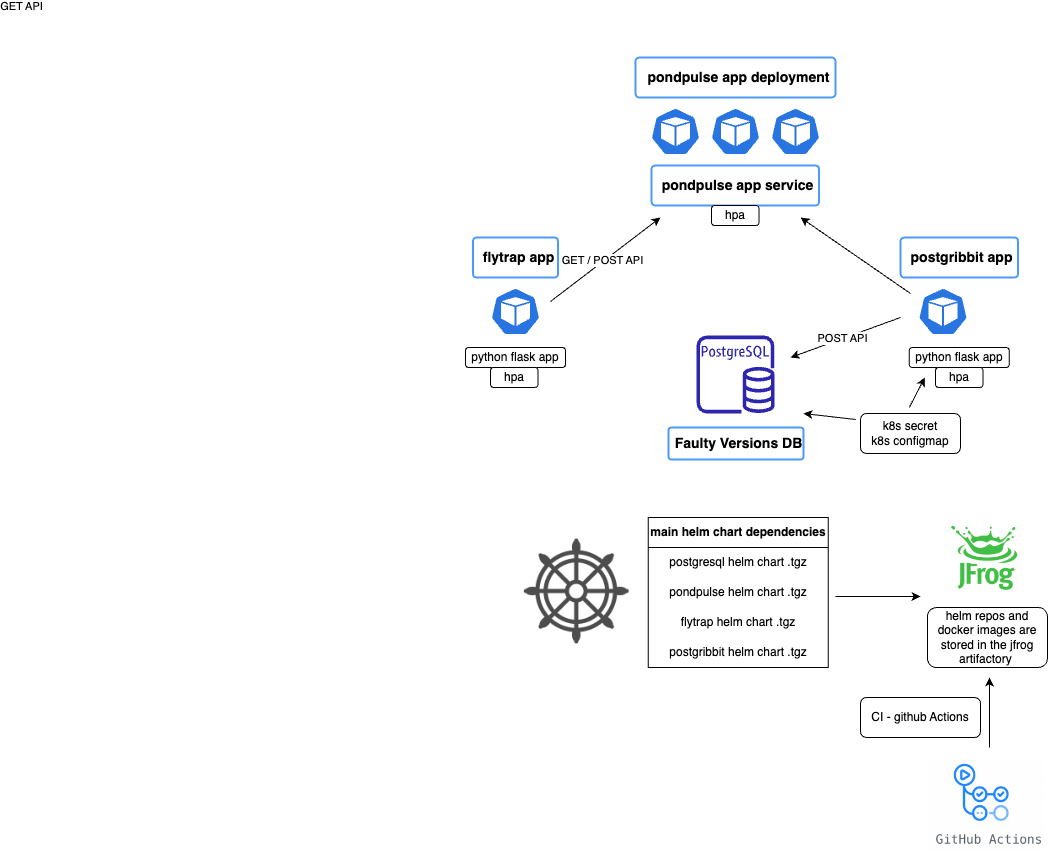 GET API
pondpulse app deployment
pondpulse app service
hpa
flytrap app
GET / POST API
postgribbit app
python flask app
hpa
PostgreSQL
POST API
python flask app
hpa
k8s secret
k8s configmap
Faulty Versions DB
main helm chart dependencies
postgresql helm chart .tgz
pondpulse helm chart .tgz
flytrap helm chart .tgz
postgribbit helm chart .tgz
JFrog
helm repos and
docker images are
stored in the jfrog
artifactory
CI - github Actions
GitHub Actions